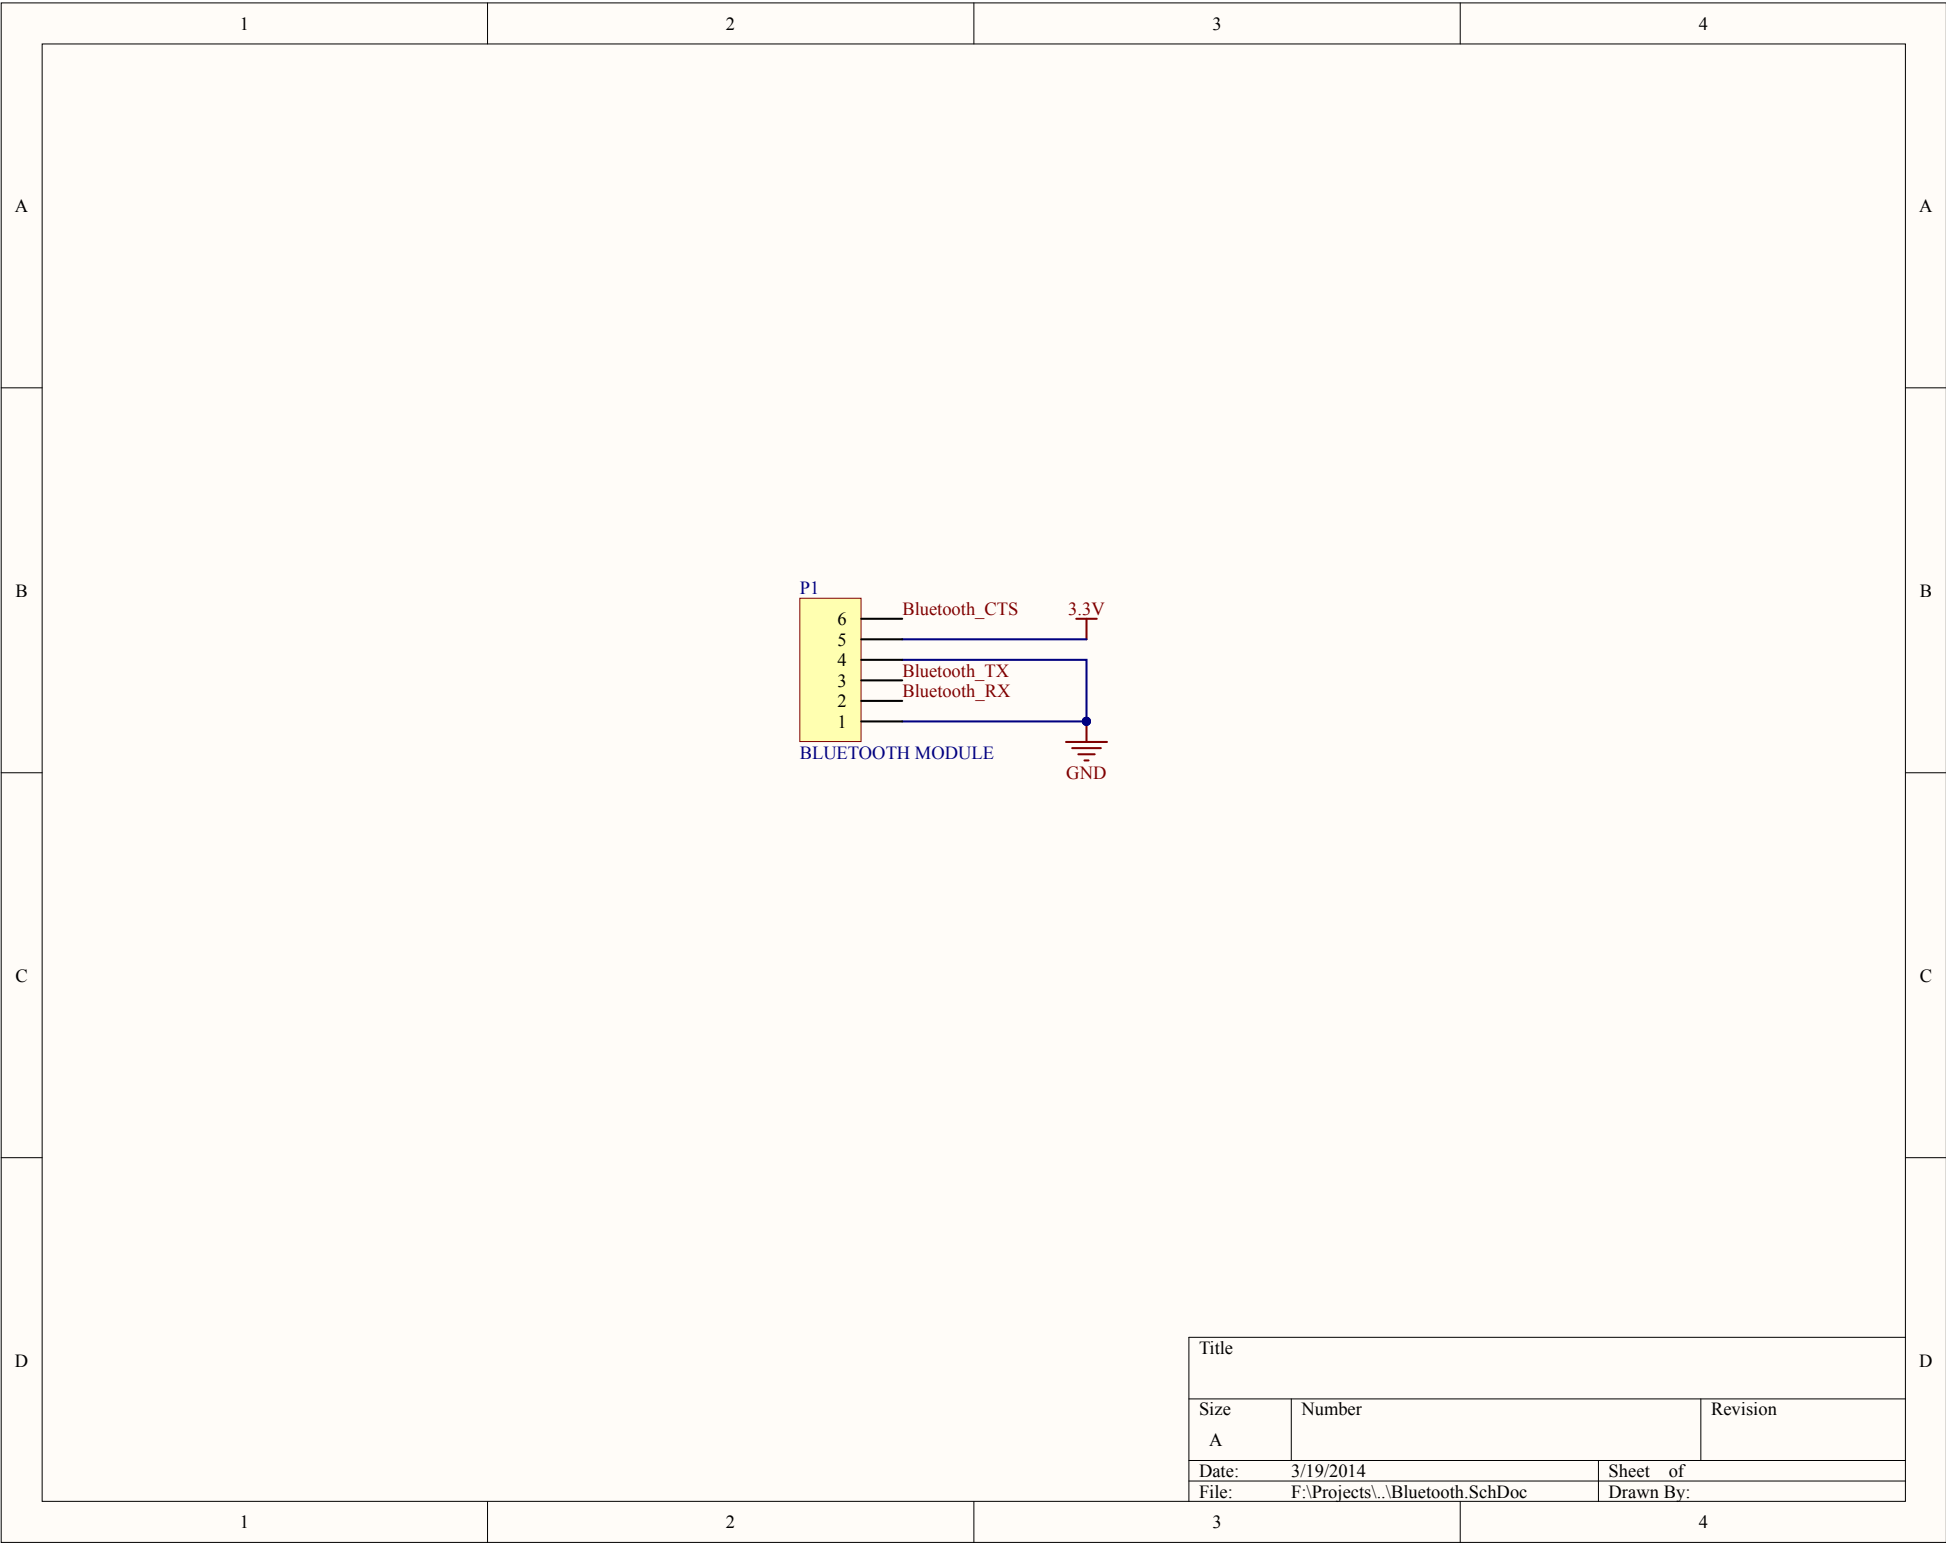 1 2 3 4
A A
B B
P1
6 Bluetooth_CTS 3.3V
5
4
3 Bluetooth_TX
2 Bluetooth_RX
1
BLUETOOTH MODULE
GND
C C
D D
Title
Size Number Revision
A
Date: 3/19/2014 Sheet of
File: F:\Projects\..\Bluetooth.SchDoc Drawn By:
1 2 3 4